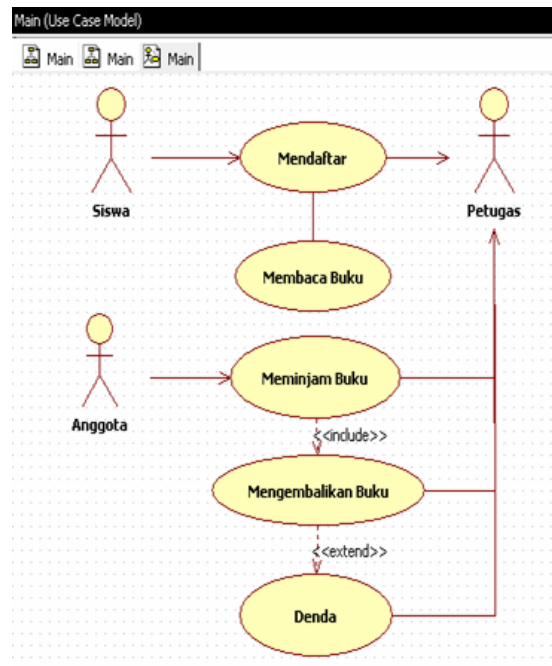 Main (Use Case Model)
Main Main Main
Mendaftar
Siswa
Petugas
Membaca Buku
Meminjam Buku
Anggota
<<include>>
Mengembalikan Buku
<<extend>>
Denda